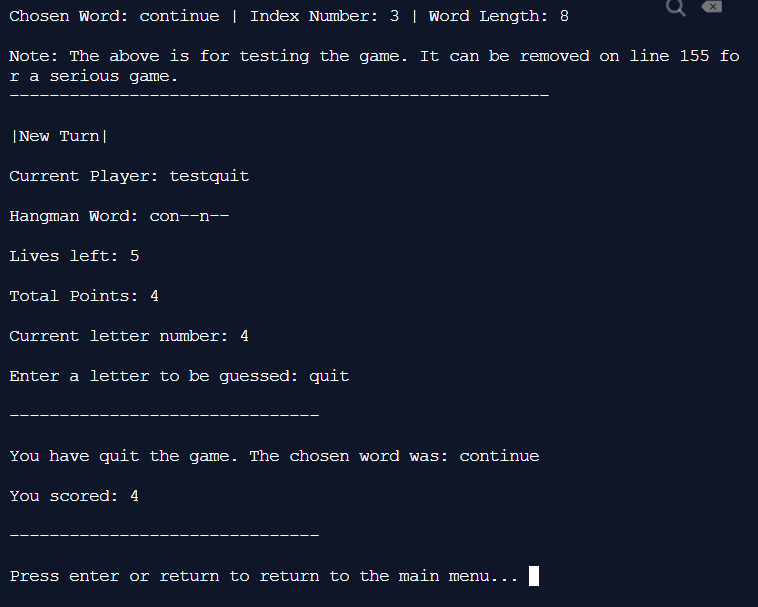 Chosen Word: continue | Index Number: 3 | Word Length: 8
Note: The above is for testing the game. It can be removed on line 155 fo
r a serious game.
------------------------------------------------------
|New Turn|
Current Player: testquit
Hangman Word: con--n--
Lives left: 5
Total Points: 4
Current letter number: 4
Enter a letter to be guessed: quit
-------------------------------
You have quit the game. The chosen word was: continue
You scored: 4
-------------------------------
Press enter or return to return to the main menu...